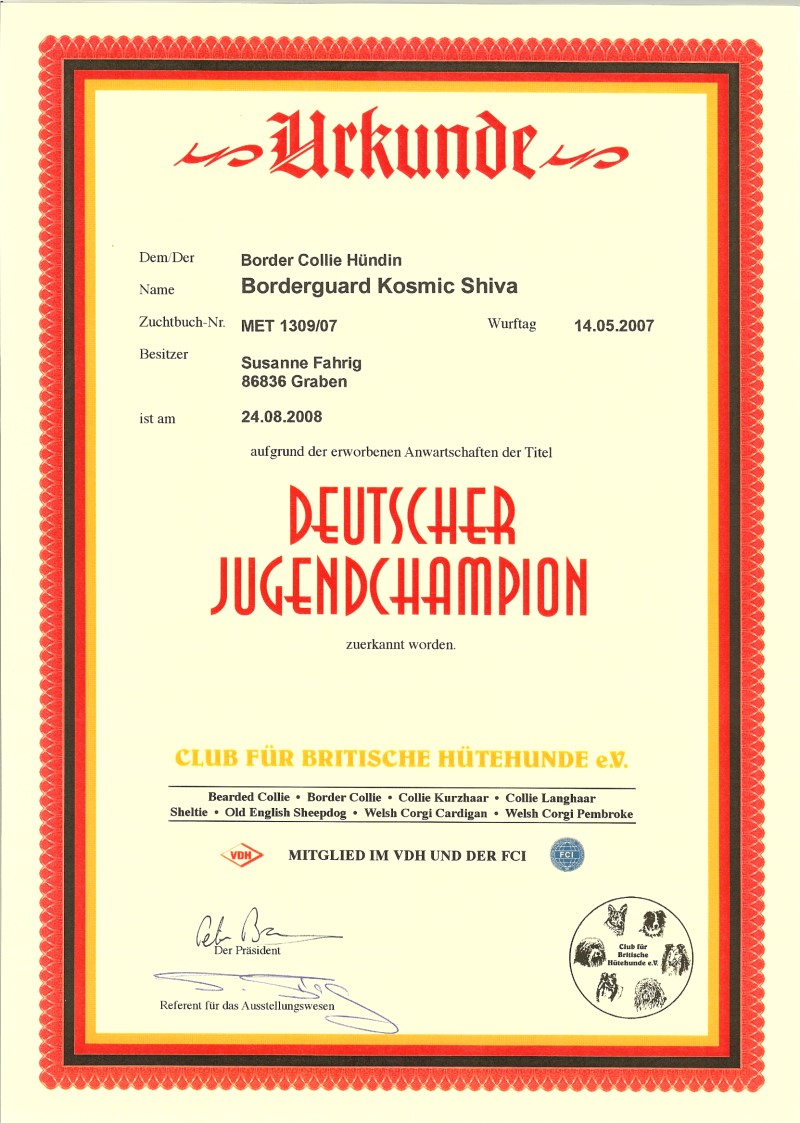 Urkunde
Dem/Der Border Collie Hündin
Name Borderguard Kosmic Shiva
Zuchtbuch-Nr. MET 1309/07 Wurftag 14.05.2007
Besitzer Susanne Fahrig
86836 Graben
ist am 24.08.2008
aufgrund der erworbenen Anwartschaften der Titel
DEUTSCHER
JUGENDCHAMPION
zuerkannt worden.
CLUB FÜR BRITISCHE HÜTEHUNDE e.V.
Bearded Collie • Border Collie • Collie Kurzhaar • Collie Langhaar
Sheltie • Old English Sheepdog • Welsh Corgi Cardigan • Welsh Corgi Pembroke
VDH MITGLIED IM VDH UND DER FCI FCI
Der Präsident
Referent für das Ausstellungswesen
Club für
Britische
Hütehunde e.V.